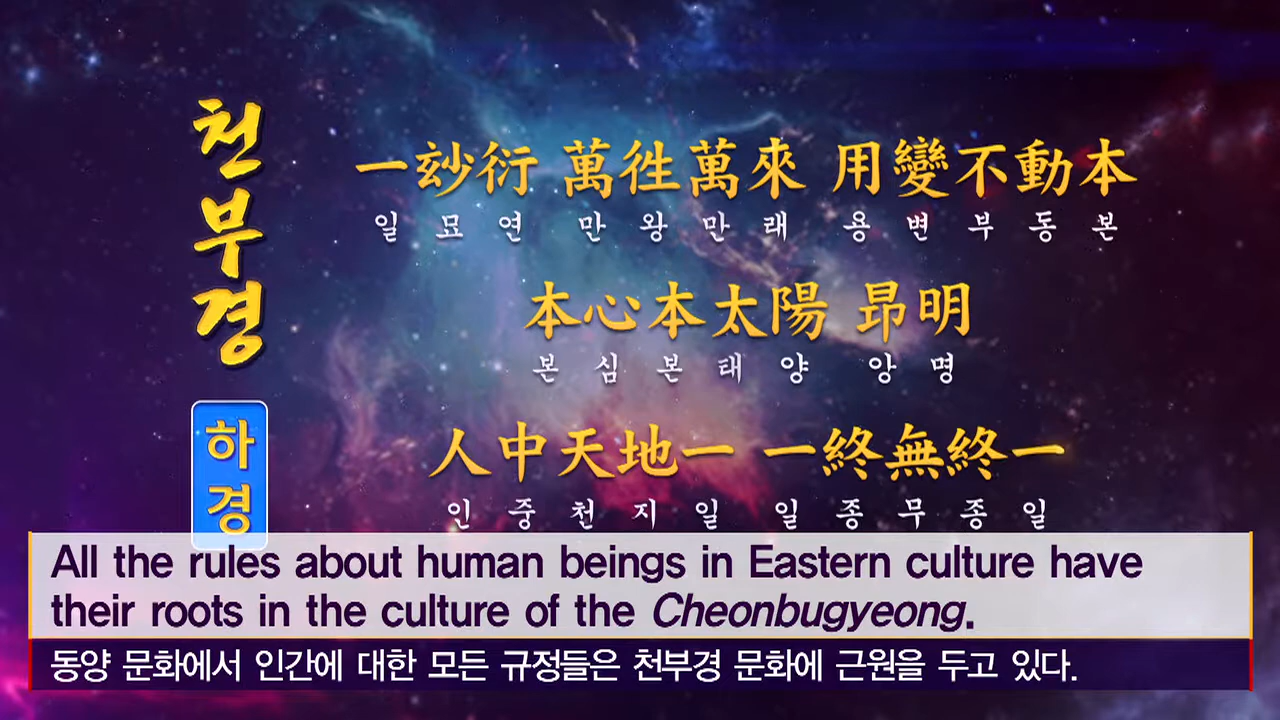 천부경
하경
一玅衍 萬徃萬來 用變不動本
일묘연 만왕만래 용변부동본
本心本太陽 昻明
본심본태양 앙명
人中天地一 一終無終一
인중천지일 일종무종일
All the rules about human beings in Eastern culture have
their roots in the culture of the Cheonbugyeong.
동양 문화에서 인간에 대한 모든 규정들은 천부경 문화에 근원을 두고 있다.